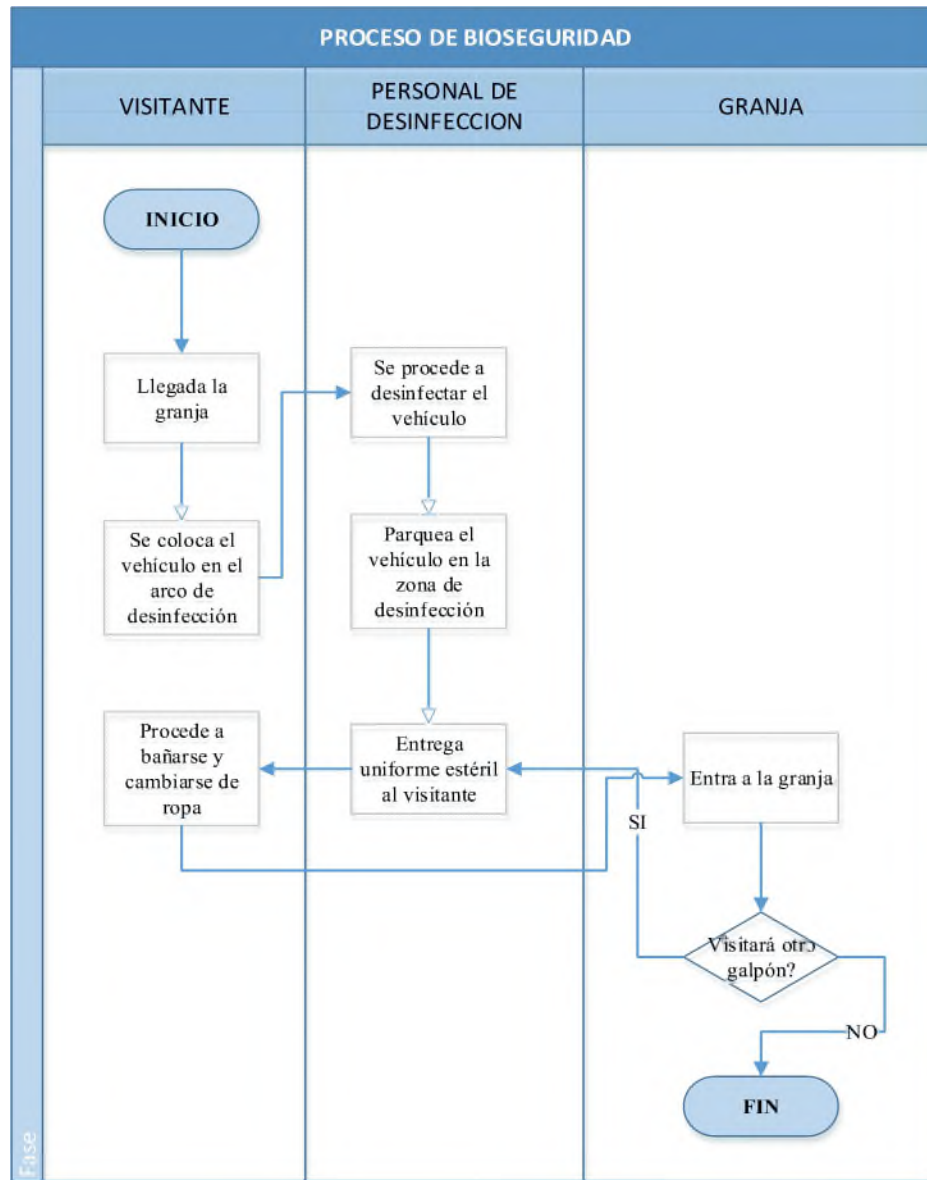 PROCESO DE BIOSEGURIDAD
VISITANTE
PERSONAL DE
DESINFECCION
GRANJA
INICIO
Llegada la
granja
Se procede a
desinfectar el
vehículo
Se coloca el
vehículo en el
arco de
desinfección
Parquea el
vehículo en la
zona de
desinfección
Procede a
bañarse y
cambiarse de
ropa
Entrega
uniforme estéril
al visitante
Entra a la granja
SI
Visitará otro
galpón?
NO
FIN
Fase